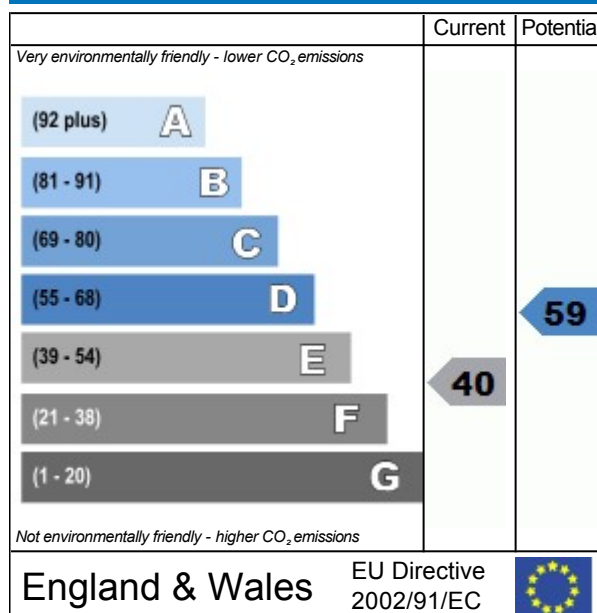 Current Potentia
Very environmentally friendly - lower CO₂ emissions
(92 plus) A
(81 - 91) B
(69 - 80) C
(55 - 68) D
59
(39 - 54) E
40
(21 - 38) F
(1 - 20) G
Not environmentally friendly - higher CO₂ emissions
England & Wales
EU Directive
2002/91/EC